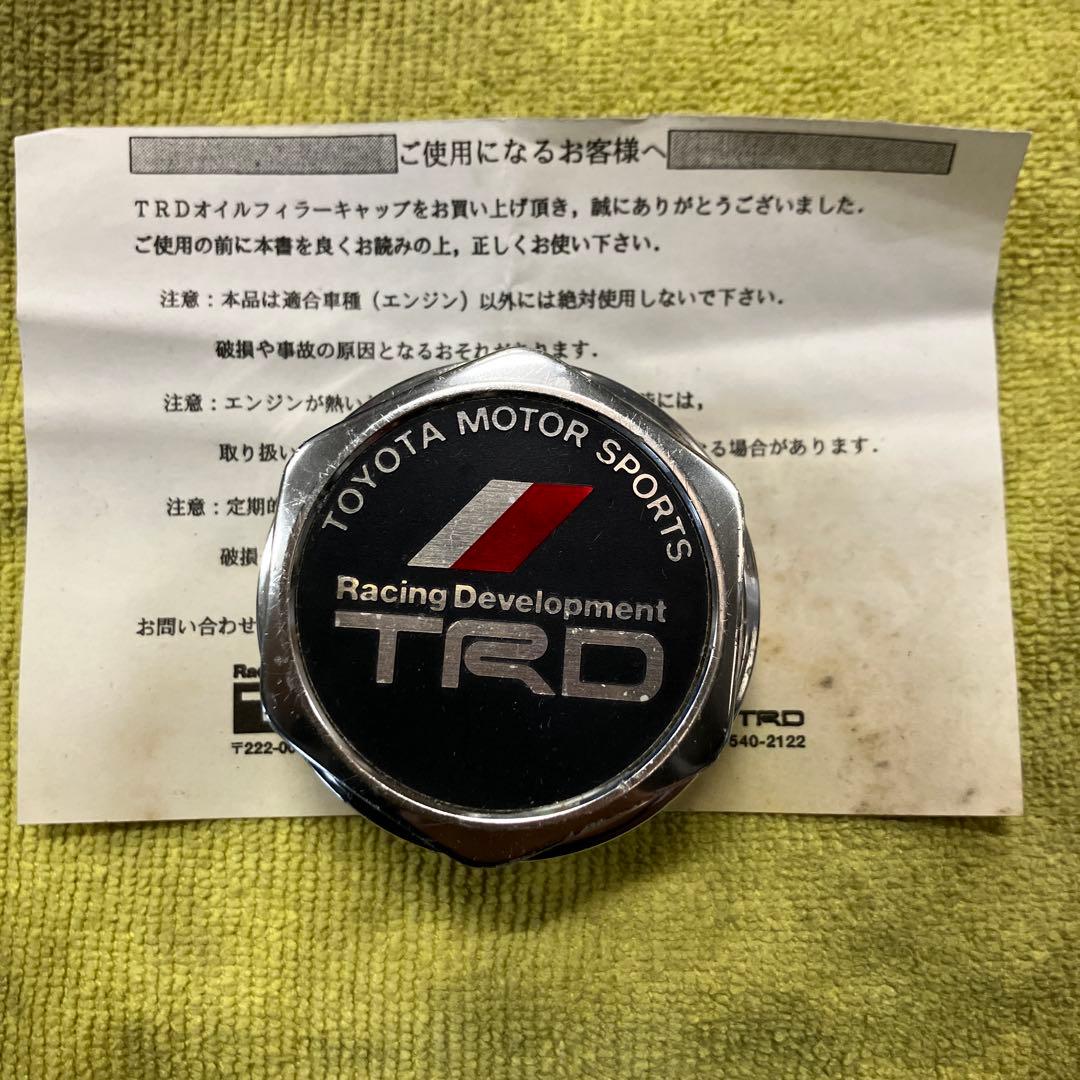 ご使用になるお客様へ
TRDオイルフィラーキャップをお買い上げ頂き,誠にありがとうございました.
ご使用の前に本書を良くお読みの上,正しくお使い下さい.
注意:本品は適合車種(エンジン)以外には絶対使用しないで下さい.
破損や事故の原因となるおそれがあります.
注意:エンジンが熱い には,
取り扱い なる場合があります.
注意:定期的
破損
お問い合わせ
TRD
〒222-00 540-2122
TOYOTA MOTOR SPORTS
Racing Development
TRD